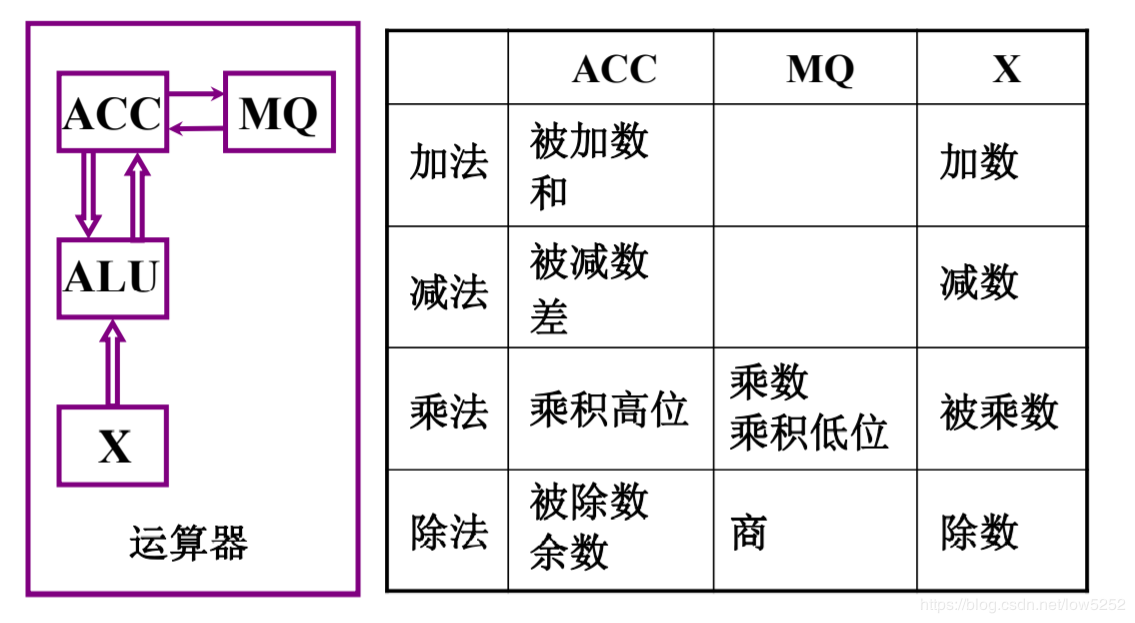 ACC
MQ
ALU
X
运算器
ACC MQ X
加法 被加数 和 加数
减法 被减数 差 减数
乘法 乘积高位 乘数 乘积低位 被乘数
除法 被除数 余数 商 除数
https://blog.csdn.net/low5252